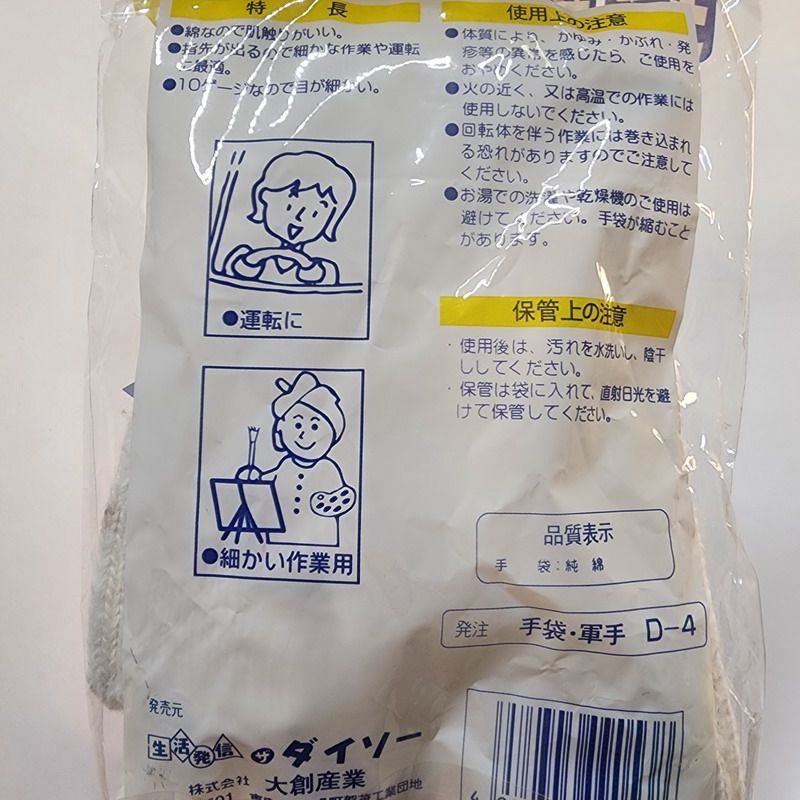 特長
●綿なので肌触りがいい。
●指先が出るので細かな作業や運転
に最適。
●10ゲージなので目が細かい。
●運転に
●細かい作業用
使用上の注意
●体質により、かゆみ・かぶれ・発
疹等の異常を感じたら、ご使用を
おやめください。
●火の近く、又は高温での作業には
使用しないでください。
●回転体を伴う作業には巻き込まれ
る恐れがありますのでご注意して
ください。
●お湯での洗濯や乾燥機のご使用は
避けてください。手袋が縮むこと
があります。
保管上の注意
・使用後は、汚れを水洗いし、陰干
ししてください。
・保管は袋に入れて、直射日光を避
けて保管してください。
品質表示
手 袋:純 綿
発注 手袋・軍手 D-4
発売元
生活発信 ザ ダイソー
株式会社 大創産業
工業団地